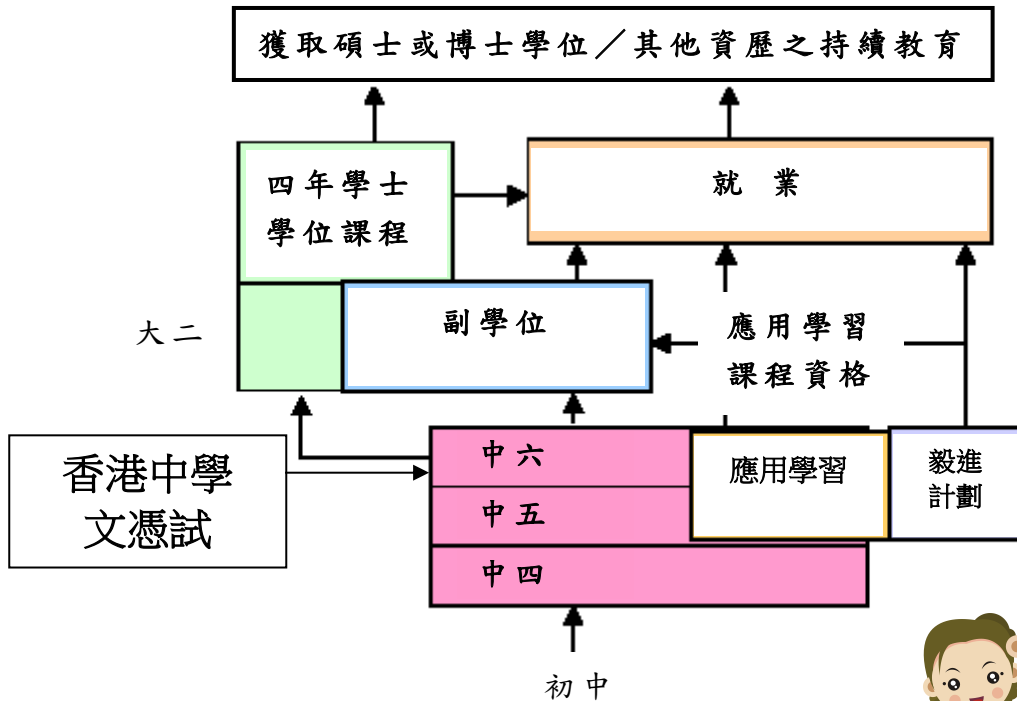 獲取碩士或博士學位／其他資歷之持續教育
四年學士
學位課程
就業
大二
副學位
應用學習
課程資格
香港中學
文憑試
中六
應用學習
毅進
計劃
中五
中四
初中